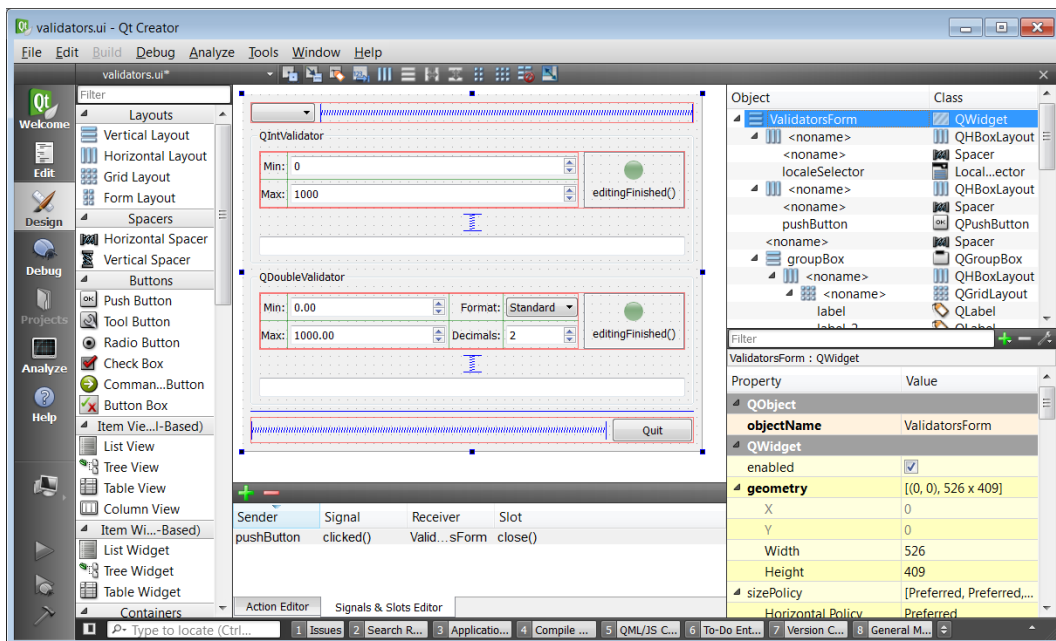 validators.ui - Qt Creator
File Edit Build Debug Analyze Tools Window Help
validators.ui*
Qt
Welcome
Edit
Design
Debug
Projects
Analyze
Help
Filter
Layouts
Vertical Layout
Horizontal Layout
Grid Layout
Form Layout
Spacers
Horizontal Spacer
Vertical Spacer
Buttons
OK Push Button
Tool Button
Radio Button
Check Box
Comman...Button
Button Box
Item Vie...l-Based)
List View
Tree View
Table View
Column View
Item Wi...-Based)
List Widget
Tree Widget
Table Widget
Containers
QIntValidator
Min: 0
Max: 1000
editingFinished()
QDoubleValidator
Min: 0.00 Format: Standard
Max: 1000.00 Decimals: 2
editingFinished()
Quit
Sender Signal Receiver Slot
pushButton clicked() Valid...sForm close()
Action Editor Signals & Slots Editor
Object Class
ValidatorsForm QWidget
<noname> QHBoxLayout
<noname> Spacer
localeSelector Local...ector
<noname> QHBoxLayout
<noname> Spacer
pushButton OK QPushButton
<noname> Spacer
groupBox QGroupBox
<noname> QHBoxLayout
<noname> QGridLayout
label QLabel
label_2 QLabel
Filter
ValidatorsForm : QWidget
Property Value
QObject
objectName ValidatorsForm
QWidget
enabled
geometry [(0, 0), 526 x 409]
X 0
Y 0
Width 526
Height 409
sizePolicy [Preferred, Preferred,...
Horizontal Policy Preferred
Type to locate (Ctrl... 1 Issues 2 Search R... 3 Applicatio... 4 Compile ... 5 QML/JS C... 6 To-Do Ent... 7 Version C... 8 General M...